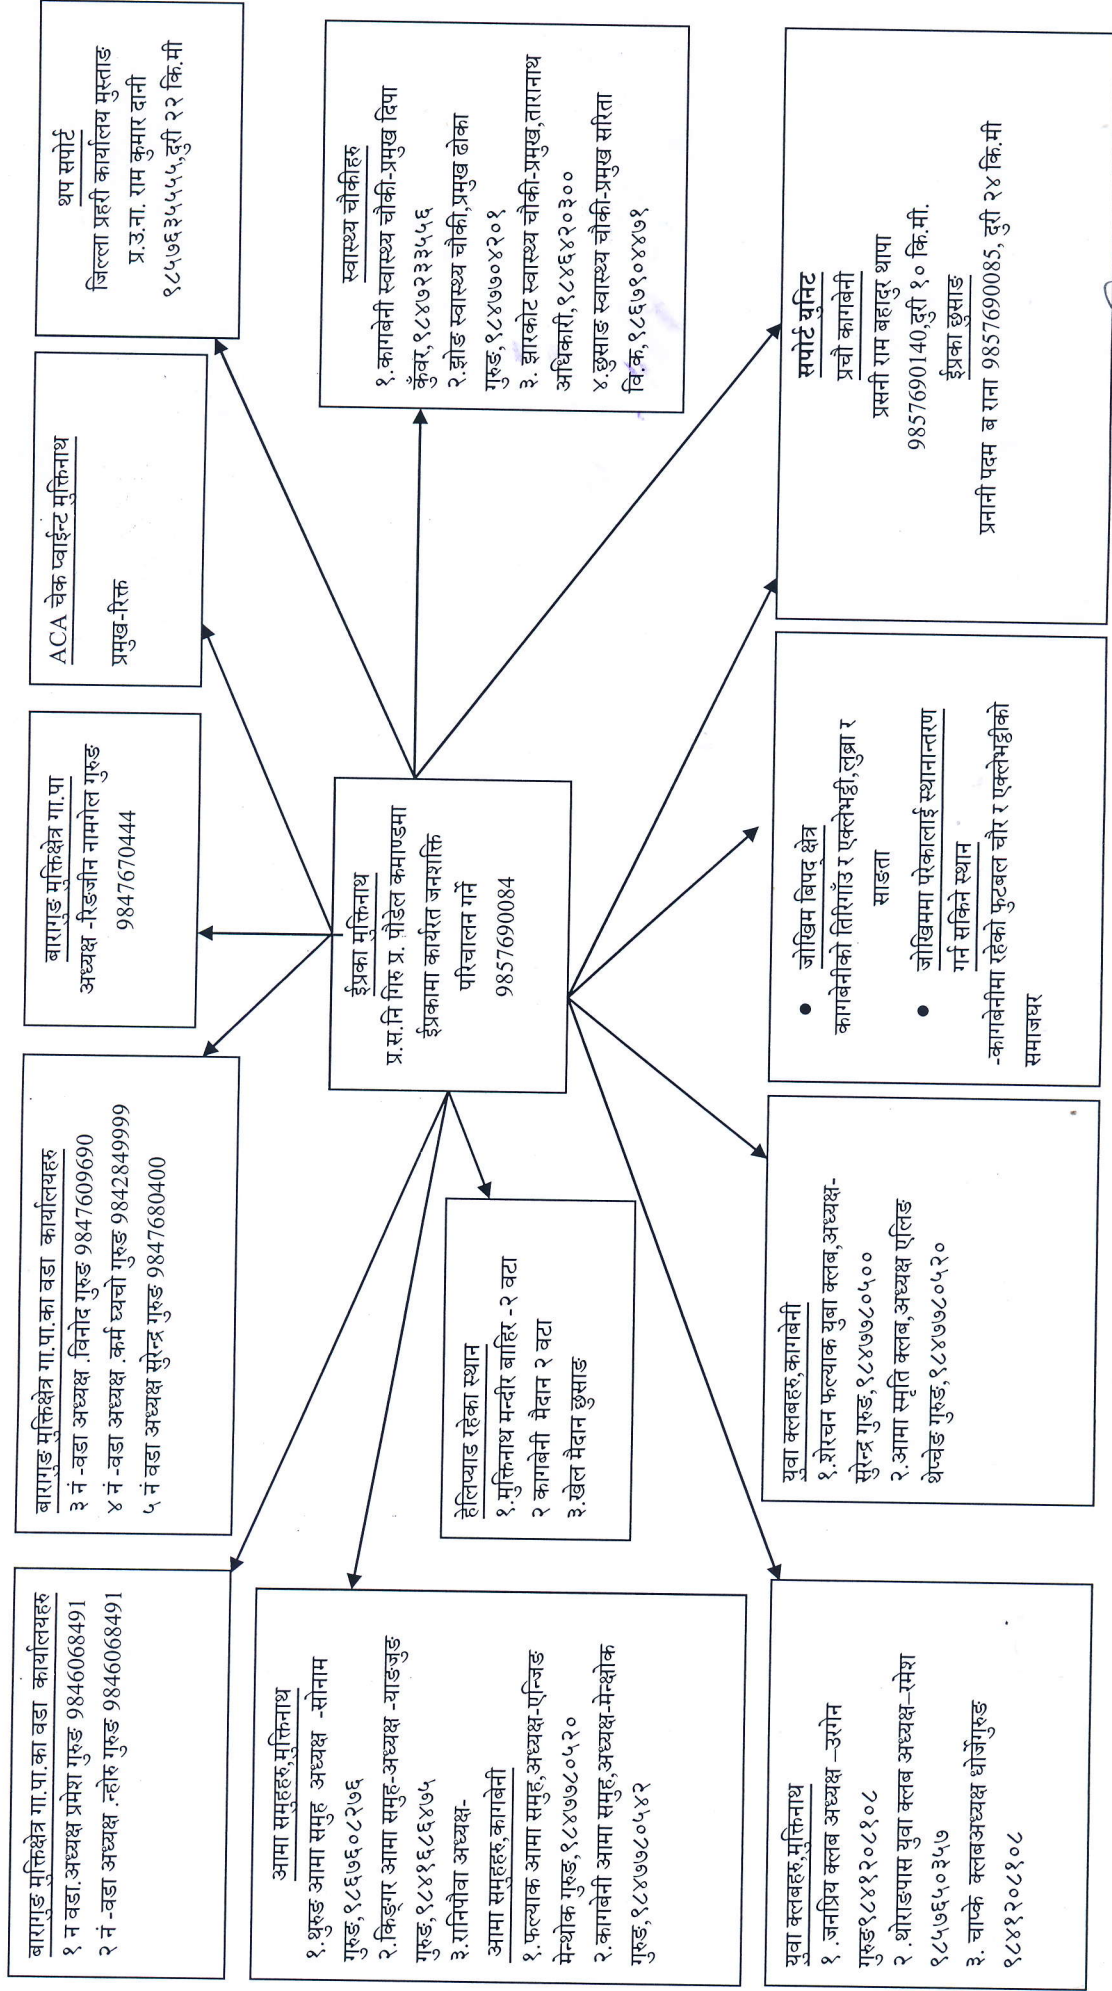 बारागुङ मुक्तिक्षेत्र गा.पा.का वडा कार्यालयहरु
१ न वडा.अध्यक्ष प्रमेश गुरुङ 9846068491
२ नं -वडा अध्यक्ष .न्होरु गुरुङ 9846068491
बारागुङ मुक्तिक्षेत्र गा.पा.का वडा कार्यालयहरु
३ नं -वडा अध्यक्ष .विनोद गुरुङ 9847609690
४ नं -वडा अध्यक्ष .कर्म घ्यचो गुरुङ 9842849999
५ नं वडा अध्यक्ष सुरेन्द्र गुरुङ 9847680400
बारागुङ मुक्तिक्षेत्र गा.पा
अध्यक्ष -रिङजीन नामगेल गुरुङ
9847670444
ACA चेक प्वाईन्ट मुक्तिनाथ
प्रमुख-रिक्त
थप सपोर्ट
जिल्ला प्रहरी कार्यालय मुस्ताङ
प्र.उ.ना. राम कुमार दानी
९८५७६३५५५५,दुरी २२ कि.मी
आमा समुहहरु,मुक्तिनाथ
१.थुरुङ आमा समुह अध्यक्ष -सोनाम
गुरुङ,९८६७६०८२७६
२.किङ्गर आमा समुह-अध्यक्ष -याङजुङ
गुरुङ,९८४१६८६४७५
३.रानिपौवा अध्यक्ष-
आमा समुहहरु,कागबेनी
१.फल्याक आमा समुह,अध्यक्ष-एन्जिङ
मेन्थोक गुरुङ,९८४७७८०५२०
२.कागबेनी आमा समुह,अध्यक्ष-मेन्क्षोक
गुरुङ,९८४७७८०५४२
हेलिप्याड रहेका स्थान
१.मुक्तिनाथ मन्दीर बाहिर -२ वटा
२ कागबेनी मैदान २ वटा
३.खेल मैदान छुसाङ
ईप्रका मुक्तिनाथ
प्र.स.नि गिरु प्र. पौडेल कमाण्डमा
ईप्रकामा कार्यरत जनशक्ति
परिचालन गर्ने
9857690084
स्वास्थ्य चौकीहरु
१.कागबेनी स्वास्थ्य चौकी-प्रमुख दिपा
कुँवर,९८४७२३३५५६
२.झोङ स्वास्थ्य चौकी,प्रमुख ढोका
गुरुङ,९८४७७०४२०१
३. झारकोट स्वास्थ्य चौकी-प्रमुख,तारानाथ
अधिकारी,९८४६४२०३००
४.छुसाङ स्वास्थ्य चौकी-प्रमुख सरिता
वि.क,९८६७९०४४७१
युवा क्लबहरु,मुक्तिनाथ
१ .जनप्रिय क्लब अध्यक्ष –उरगेन
गुरुङ९८४१२०८१०८
२ .थोराङपास युवा क्लब अध्यक्ष–रमेश
९८५७६५०३५७
३. चाप्के क्लबअध्यक्ष धोर्जेगुरुङ
९८४१२०८१०८
युवा क्लबहरु,कागबेनी
१.शेरचन फल्याक युबा क्लब,अध्यक्ष-
सुरेन्द्र गुरुङ,९८४७७८०५००
२.आमा स्मृति क्लब,अध्यक्ष एलिङ
थेप्चेङ गुरुङ,९८४७७८०५२०
• जोखिम बिपद क्षेत्र
कागबेनीको तिरिगाँउ र एक्लेभट्टी,लुब्रा र
साङता
• जोखिममा परेकालाई स्थानान्तरण
गर्न सकिने स्थान
-कागबेनीमा रहेको फुटबल चौर र एक्लेभट्टीको
समाजघर
सपोर्ट युनिट
प्रचौ कागबेनी
प्रसनी राम बहादुर थापा
9857690140,दुरी १० कि.मी.
ईप्रका छुसाङ
प्रनानी पदम ब राना 9857690085, दुरी २४ कि.मी